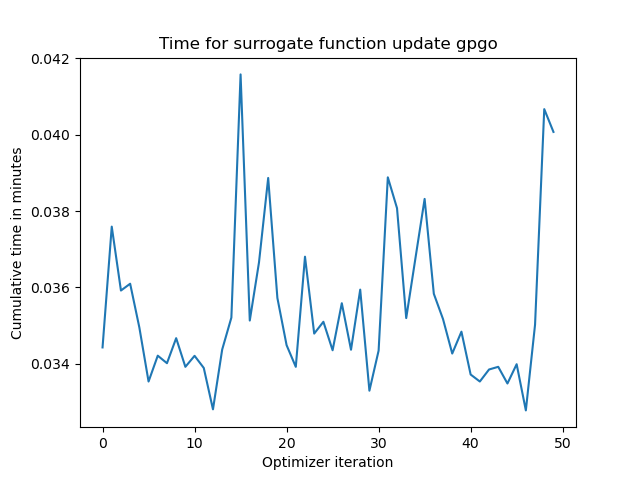 Time for surrogate function update gpgo
Cumulative time in minutes
0.042
0.040
0.038
0.036
0.034
0 10 20 30 40 50
Optimizer iteration